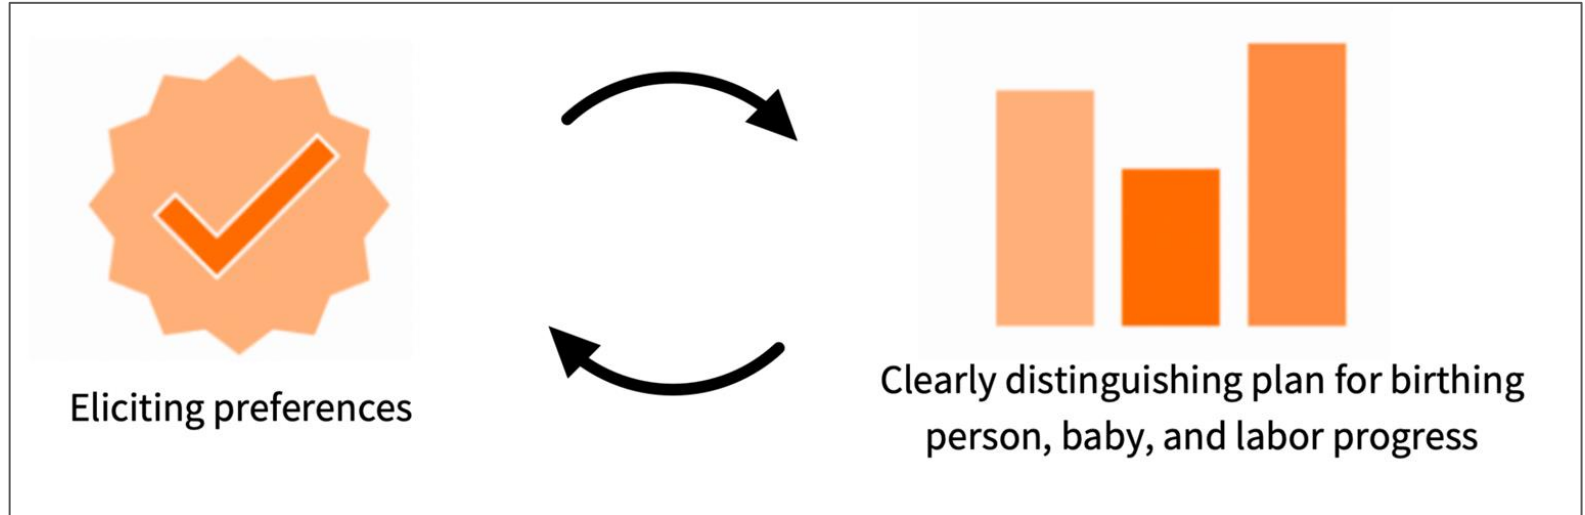 Eliciting preferences
Clearly distinguishing plan for birthing
person, baby, and labor progress